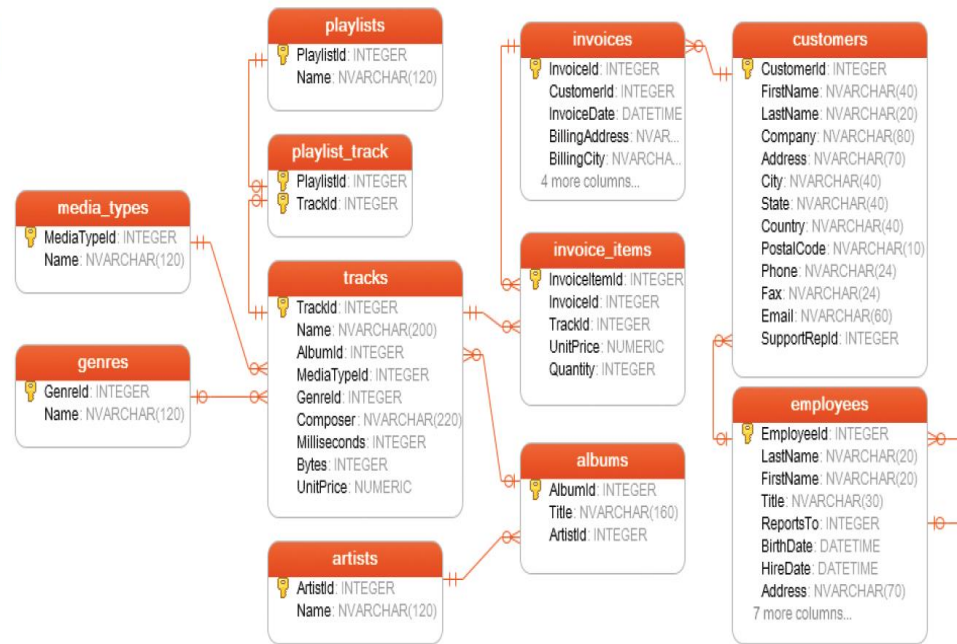 playlists
PlaylistId: INTEGER
Name: NVARCHAR(120)
playlist_track
PlaylistId: INTEGER
TrackId: INTEGER
media_types
MediaTypeId: INTEGER
Name: NVARCHAR(120)
genres
GenreId: INTEGER
Name: NVARCHAR(120)
tracks
TrackId: INTEGER
Name: NVARCHAR(200)
AlbumId: INTEGER
MediaTypeId: INTEGER
GenreId: INTEGER
Composer: NVARCHAR(220)
Milliseconds: INTEGER
Bytes: INTEGER
UnitPrice: NUMERIC
artists
ArtistId: INTEGER
Name: NVARCHAR(120)
invoices
InvoiceId: INTEGER
CustomerId: INTEGER
InvoiceDate: DATETIME
BillingAddress: NVAR...
BillingCity: NVARCHA...
4 more columns...
invoice_items
InvoiceItemId: INTEGER
InvoiceId: INTEGER
TrackId: INTEGER
UnitPrice: NUMERIC
Quantity: INTEGER
albums
AlbumId: INTEGER
Title: NVARCHAR(160)
ArtistId: INTEGER
customers
CustomerId: INTEGER
FirstName: NVARCHAR(40)
LastName: NVARCHAR(20)
Company: NVARCHAR(80)
Address: NVARCHAR(70)
City: NVARCHAR(40)
State: NVARCHAR(40)
Country: NVARCHAR(40)
PostalCode: NVARCHAR(10)
Phone: NVARCHAR(24)
Fax: NVARCHAR(24)
Email: NVARCHAR(60)
SupportRepId: INTEGER
employees
EmployeeId: INTEGER
LastName: NVARCHAR(20)
FirstName: NVARCHAR(20)
Title: NVARCHAR(30)
ReportsTo: INTEGER
BirthDate: DATETIME
HireDate: DATETIME
Address: NVARCHAR(70)
7 more columns...